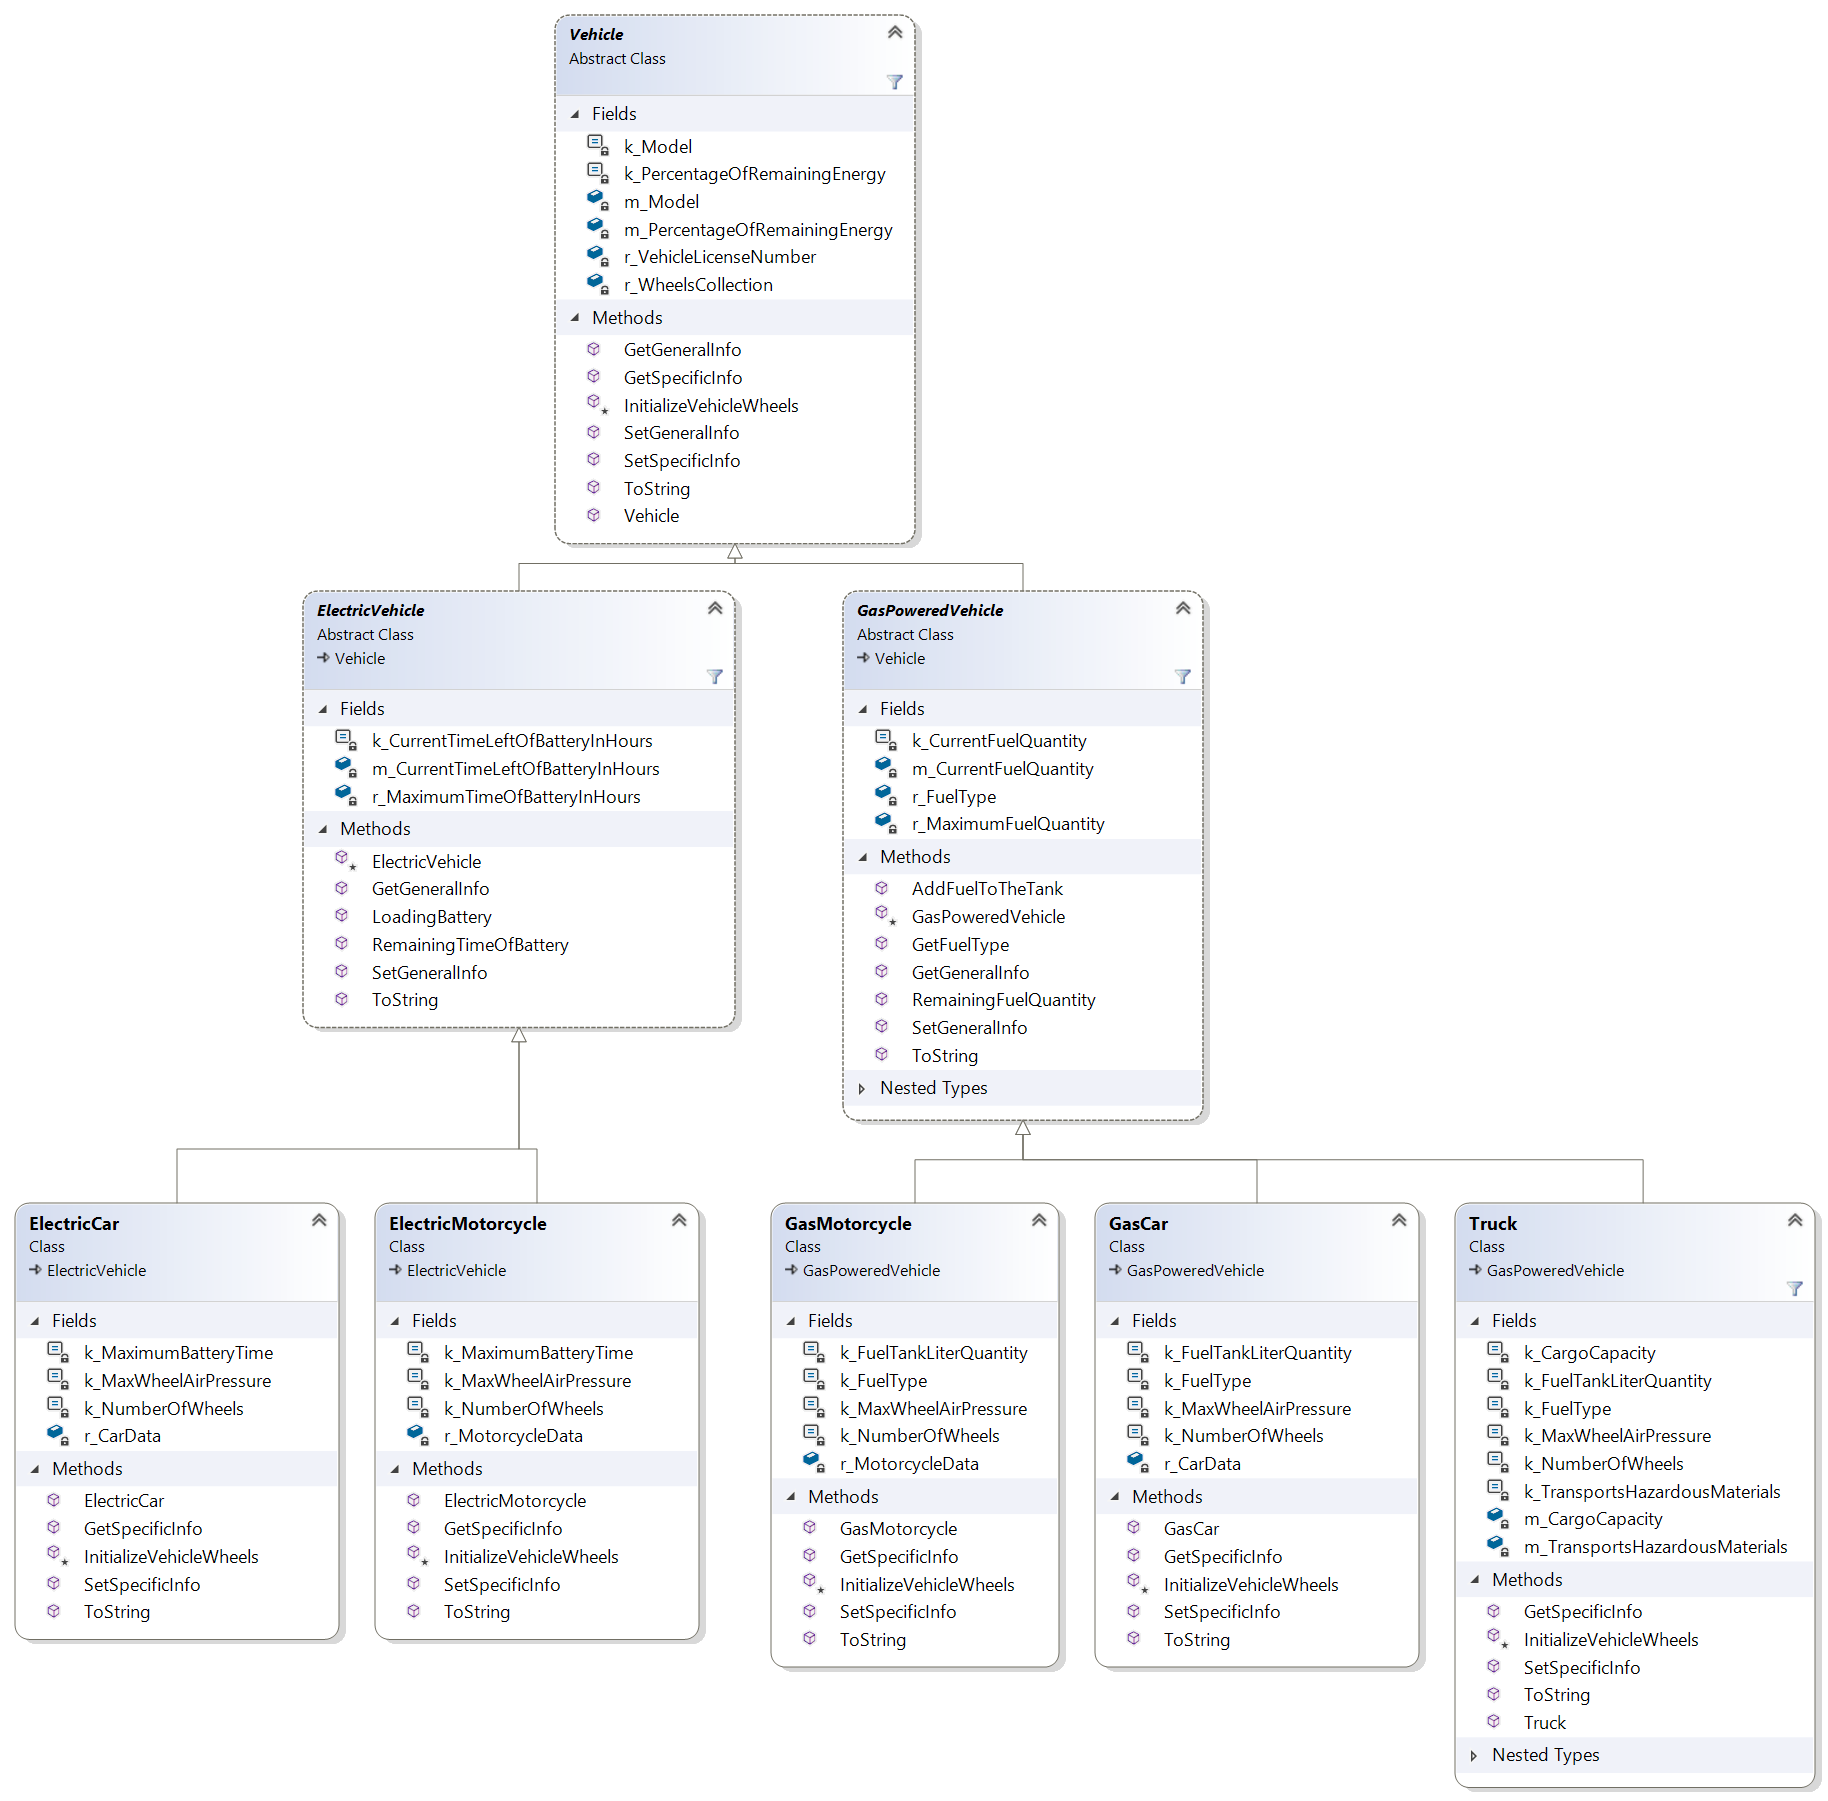 Vehicle
Abstract Class
Fields
k_Model
k_PercentageOfRemainingEnergy
m_Model
m_PercentageOfRemainingEnergy
r_VehicleLicenseNumber
r_WheelsCollection
Methods
GetGeneralInfo
GetSpecificInfo
InitializeVehicleWheels
SetGeneralInfo
SetSpecificInfo
ToString
Vehicle
ElectricVehicle
Abstract Class
Vehicle
Fields
k_CurrentTimeLeftOfBatteryInHours
m_CurrentTimeLeftOfBatteryInHours
r_MaximumTimeOfBatteryInHours
Methods
ElectricVehicle
GetGeneralInfo
LoadingBattery
RemainingTimeOfBattery
SetGeneralInfo
ToString
GasPoweredVehicle
Abstract Class
Vehicle
Fields
k_CurrentFuelQuantity
m_CurrentFuelQuantity
r_FuelType
r_MaximumFuelQuantity
Methods
AddFuelToTheTank
GasPoweredVehicle
GetFuelType
GetGeneralInfo
RemainingFuelQuantity
SetGeneralInfo
ToString
Nested Types
ElectricCar
Class
ElectricVehicle
Fields
k_MaximumBatteryTime
k_MaxWheelAirPressure
k_NumberOfWheels
r_CarData
Methods
ElectricCar
GetSpecificInfo
InitializeVehicleWheels
SetSpecificInfo
ToString
ElectricMotorcycle
Class
ElectricVehicle
Fields
k_MaximumBatteryTime
k_MaxWheelAirPressure
k_NumberOfWheels
r_MotorcycleData
Methods
ElectricMotorcycle
GetSpecificInfo
InitializeVehicleWheels
SetSpecificInfo
ToString
GasMotorcycle
Class
GasPoweredVehicle
Fields
k_FuelTankLiterQuantity
k_FuelType
k_MaxWheelAirPressure
k_NumberOfWheels
r_MotorcycleData
Methods
GasMotorcycle
GetSpecificInfo
InitializeVehicleWheels
SetSpecificInfo
ToString
GasCar
Class
GasPoweredVehicle
Fields
k_FuelTankLiterQuantity
k_FuelType
k_MaxWheelAirPressure
k_NumberOfWheels
r_CarData
Methods
GasCar
GetSpecificInfo
InitializeVehicleWheels
SetSpecificInfo
ToString
Truck
Class
GasPoweredVehicle
Fields
k_CargoCapacity
k_FuelTankLiterQuantity
k_FuelType
k_MaxWheelAirPressure
k_NumberOfWheels
k_TransportsHazardousMaterials
m_CargoCapacity
m_TransportsHazardousMaterials
Methods
GetSpecificInfo
InitializeVehicleWheels
SetSpecificInfo
ToString
Truck
Nested Types